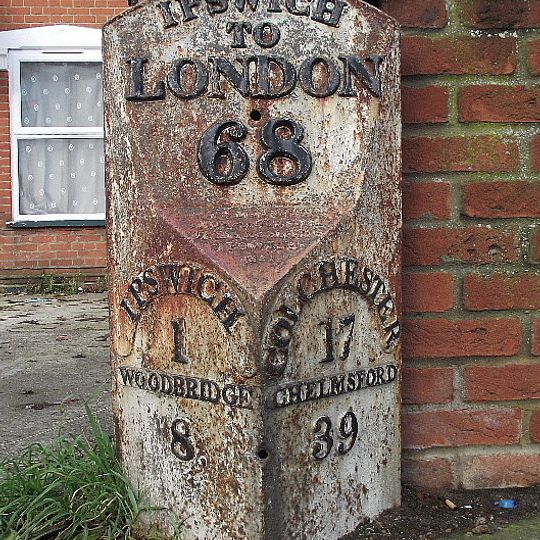 IPSWICH
TO
LONDON
68
IPSWICH
1
WOODBRIDGE
8
COLCHESTER
17
CHELMSFORD
39